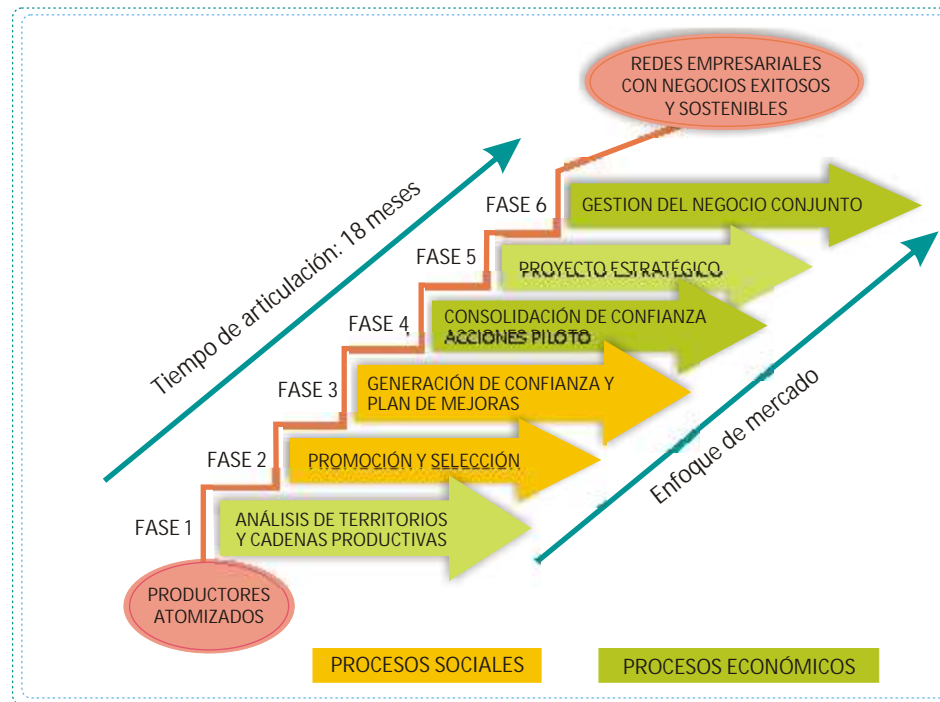 REDES EMPRESARIALES
CON NEGOCIOS EXITOSOS
Y SOSTENIBLES
Tiempo de articulación: 18 meses
FASE 6
GESTION DEL NEGOCIO CONJUNTO
FASE 5
PROYECTO ESTRATÉGICO
FASE 4
CONSOLIDACIÓN DE CONFIANZA
ACCIONES PILOTO
FASE 3
GENERACIÓN DE CONFIANZA Y
PLAN DE MEJORAS
Enfoque de mercado
FASE 2
PROMOCIÓN Y SELECCIÓN
FASE 1
ANÁLISIS DE TERRITORIOS
Y CADENAS PRODUCTIVAS
PRODUCTORES
ATOMIZADOS
PROCESOS SOCIALES
PROCESOS ECONÓMICOS